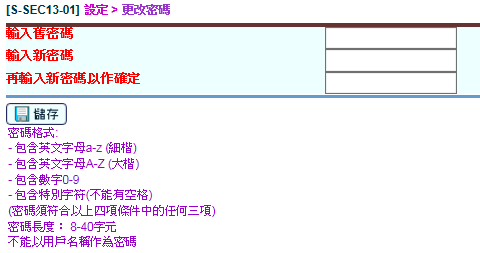 [S-SEC13-01] 設定 > 更改密碼
輸入舊密碼
輸入新密碼
再輸入新密碼以作確定
儲存
密碼格式:
- 包含英文字母a-z (細楷)
- 包含英文字母A-Z (大楷)
- 包含數字0-9
- 包含特別字符(不能有空格)
(密碼須符合以上四項條件中的任何三項)
密碼長度： 8-40字元
不能以用戶名稱作為密碼